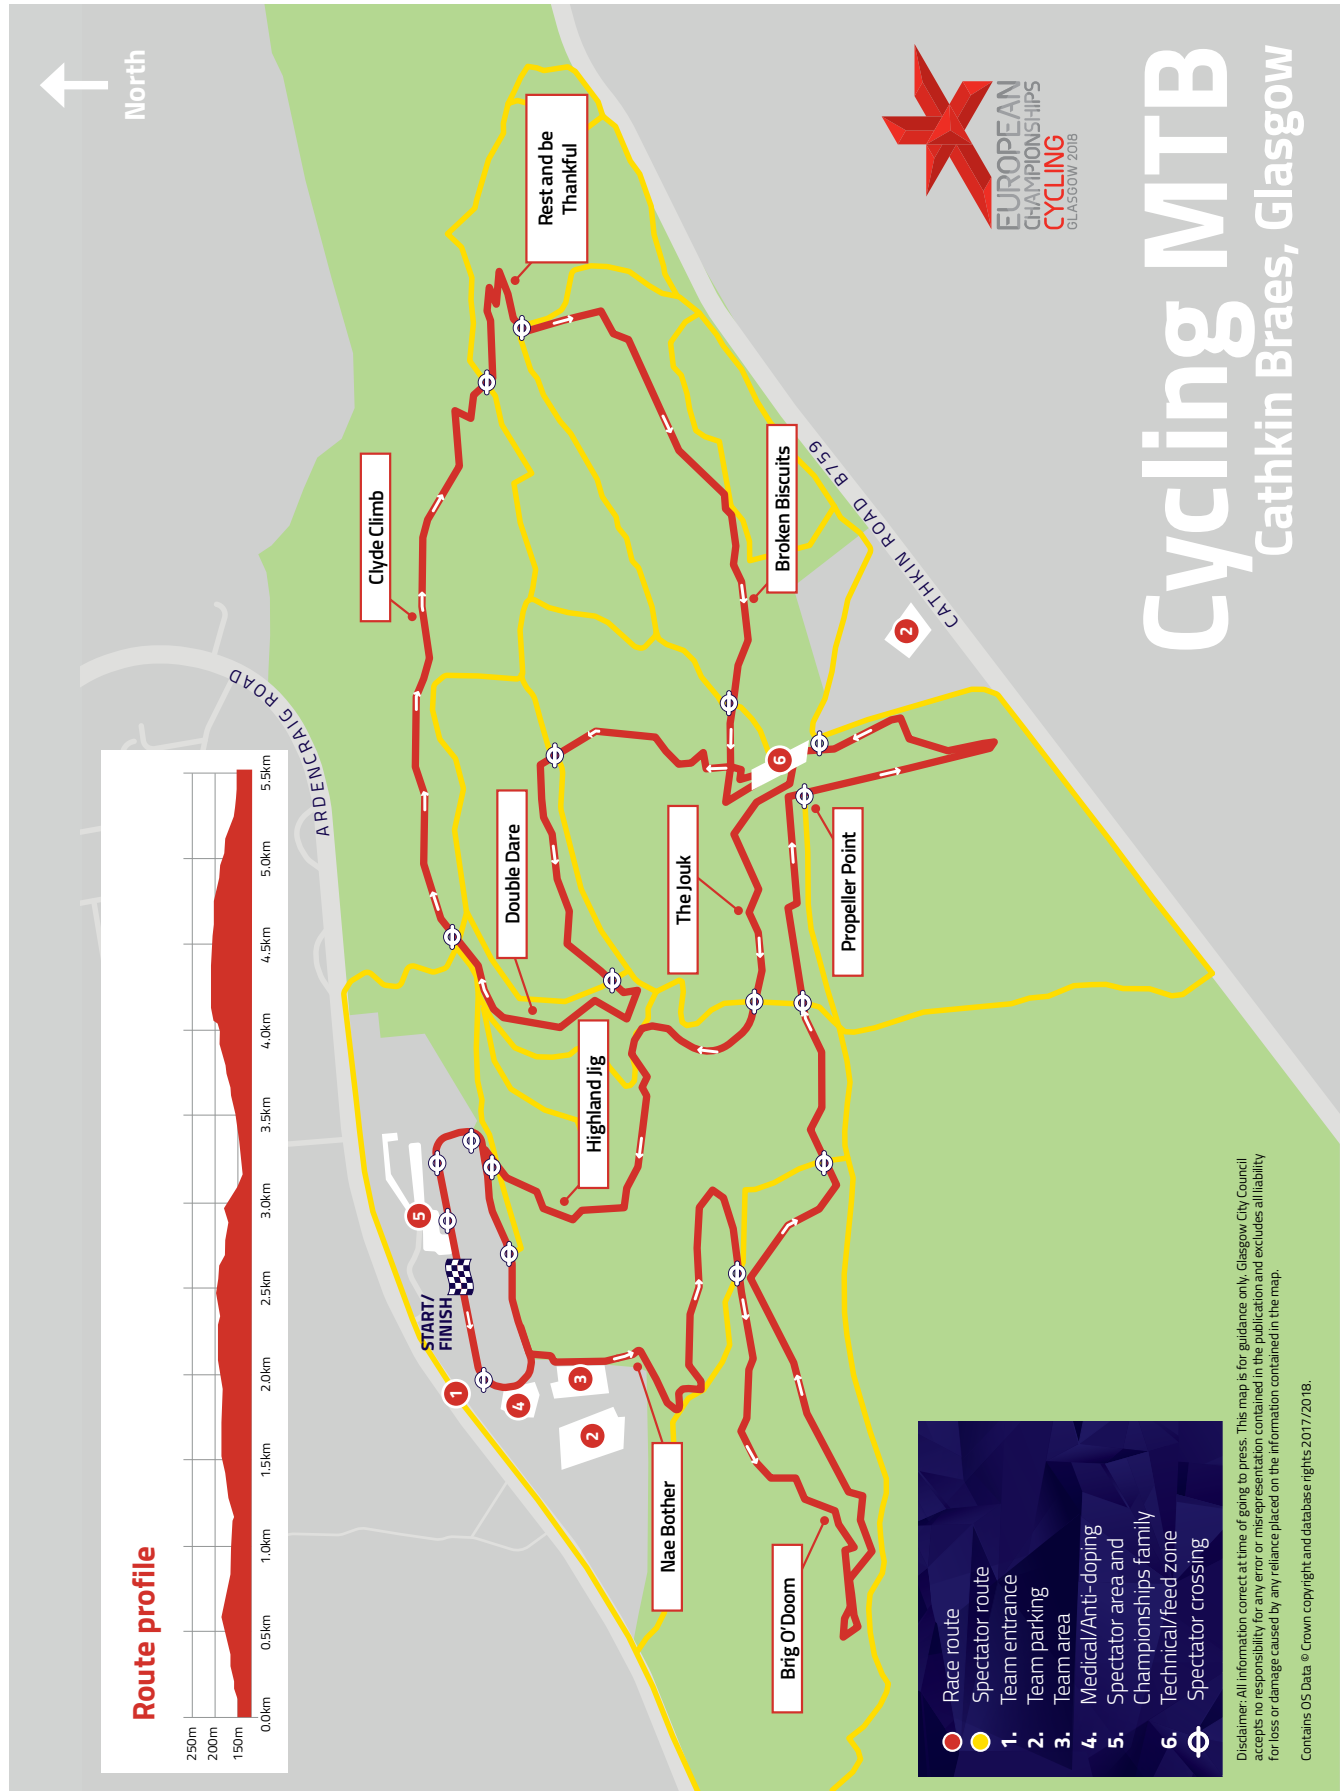 Cycling MTB
Cathkin Braes, Glasgow
EUROPEAN
CHAMPIONSHIPS
CYCLING
GLASGOW 2018
North
Route profile
250m
200m
150m
0.0km
0.5km
1.0km
1.5km
2.0km
2.5km
3.0km
3.5km
4.0km
4.5km
5.0km
5.5km
ARDENCRAIG ROAD
CATHKIN ROAD B759
START/
FINISH
1
2
3
4
5
6
2
Nae Bother
Brig O'Doom
Highland Jig
Double Dare
The Jouk
Propeller Point
Clyde Climb
Broken Biscuits
Rest and be
Thankful
Race route
Spectator route
1. Team entrance
2. Team parking
3. Team area
4. Medical/Anti-doping
5. Spectator area and
Championships family
6. Technical/feed zone
Spectator crossing
Disclaimer: All information correct at time of going to press. This map is for guidance only. Glasgow City Council
accepts no responsibility for any error or misrepresentation contained in the publication and excludes all liability
for loss or damage caused by any reliance placed on the information contained in the map.
Contains OS Data © Crown copyright and database rights 2017/2018.